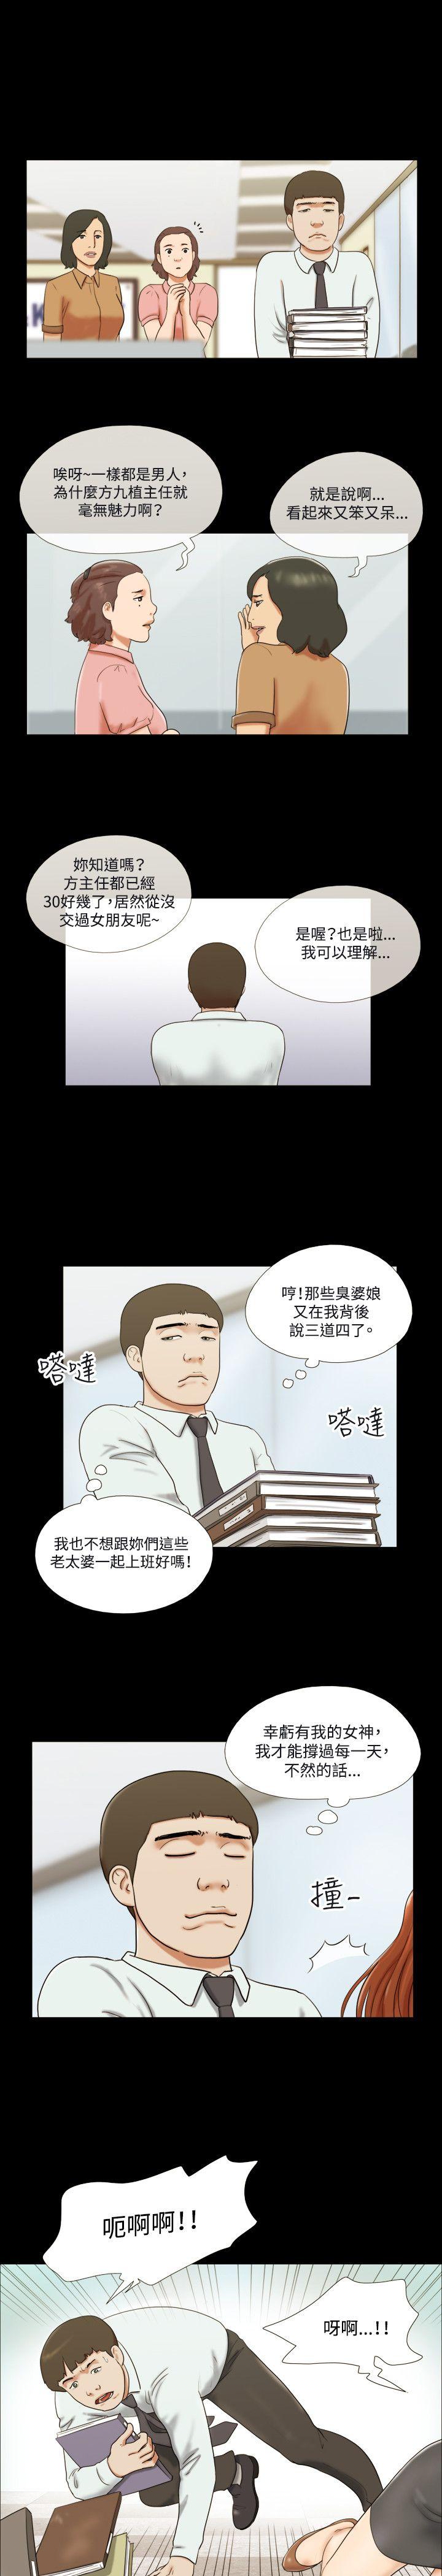 唉呀~一樣都是男人，
為什麼方九植主任就
毫無魅力啊？
就是說啊...
看起來又笨又呆...
妳知道嗎？
方主任都已經
30好幾了，居然從沒
交過女朋友呢~
是喔？也是啦...
我可以理解...
哼！那些臭婆娘
又在我背後
說三道四了。
嗒噠
嗒噠
我也不想跟妳們這些
老太婆一起上班好嗎！
幸虧有我的女神，
我才能撐過每一天，
不然的話...
撞-
呃啊啊！！
呀啊...！！